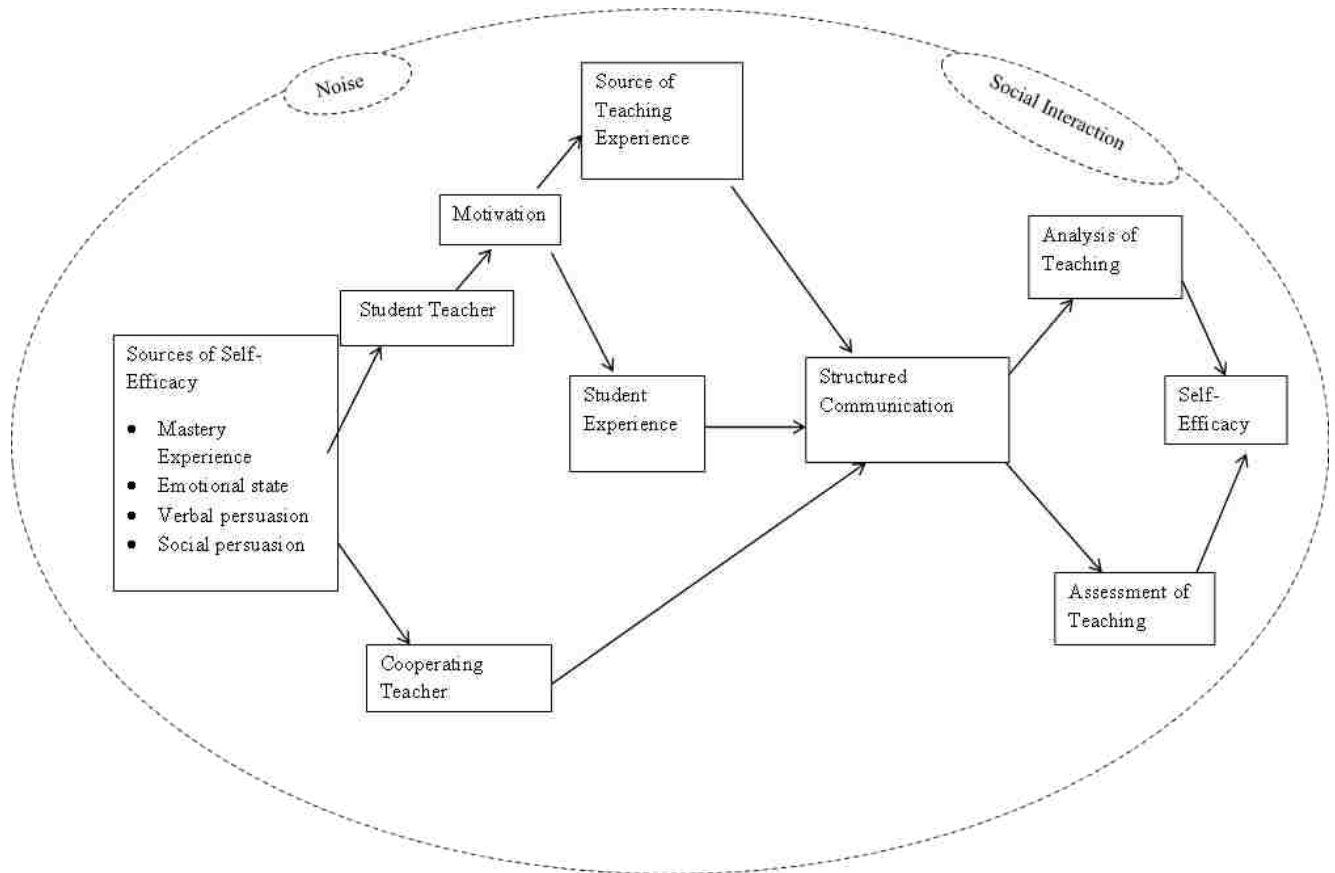 Noise
Social Interaction
Source of
Teaching
Experience
Motivation
Analysis of
Teaching
Student Teacher
Sources of Self-
Efficacy
• Mastery
Experience
• Emotional state
• Verbal persuasion
• Social persuasion
Student
Experience
Structured
Communication
Self-
Efficacy
Assessment of
Teaching
Cooperating
Teacher